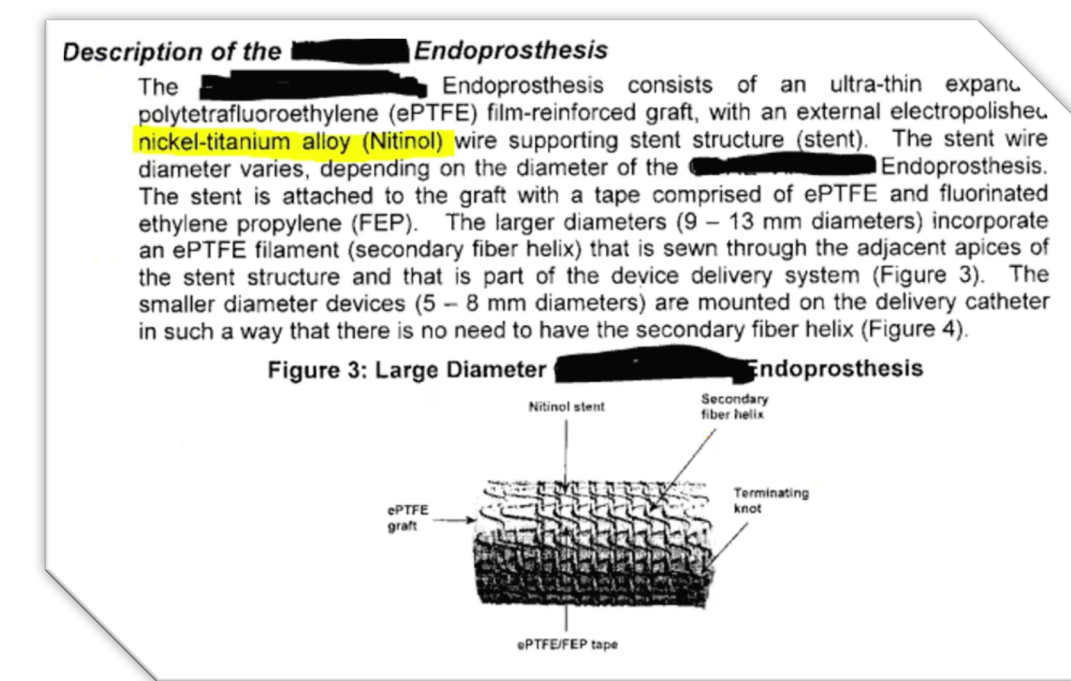 Description of the Endoprosthesis
The Endoprosthesis consists of an ultra-thin
polytetrafluoroethylene (ePTFE) film-reinforced graft, with an external
nickel-titanium alloy (Nitinol) wire supporting stent structure (stent). The stent wire
diameter varies, depending on the diameter of the Endoprosthesis.
The stent is attached to the graft with a tape comprised of ePTFE and fluorinated
ethylene propylene (FEP). The larger diameters (9 – 13 mm diameters) incorporate
an ePTFE filament (secondary fiber helix) that is sewn through the adjacent apices of
the stent structure and that is part of the device delivery system (Figure 3). The
smaller diameter devices (5 – 8 mm diameters) are mounted on the delivery catheter
in such a way that there is no need to have the secondary fiber helix (Figure 4).
Figure 3: Large Diameter Endoprosthesis
Nitinol stent
Secondary
fiber helix
ePTFE
graft
Terminating
knot
ePTFE/FEP tape